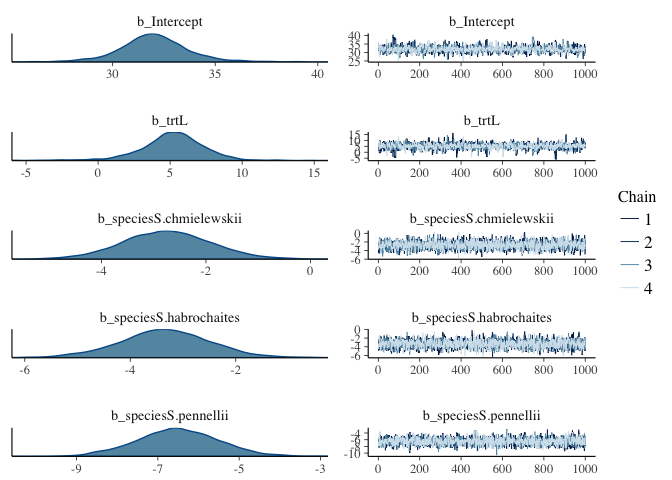 b_Intercept
30 35 40
b_Intercept
40
35
30
25
0 200 400 600 800 1000
b_trtL
-5 0 5 10 15
b_trtL
15
10
5
0
-5
0 200 400 600 800 1000
b_speciesS.chmielewskii
-4 -2 0
b_speciesS.chmielewskii
0
-2
-4
-6
0 200 400 600 800 1000
b_speciesS.habrochaites
-6 -4 -2
b_speciesS.habrochaites
0
-2
-4
-6
0 200 400 600 800 1000
b_speciesS.pennellii
-9 -7 -5 -3
b_speciesS.pennellii
-4
-6
-8
-10
0 200 400 600 800 1000
Chain
1
2
3
4